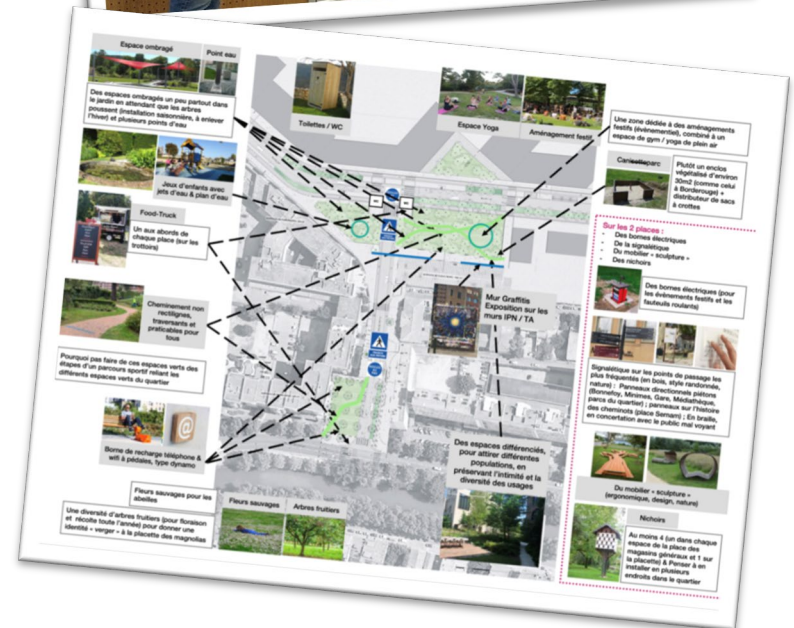 Espace ombragé
Point eau
Des espaces ombragés un peu partout dans
le jardin en attendant que les arbres
poussant (installation saisonnière, à enlever
l'hiver) et plusieurs points d'eau
Jeux d'enfants avec
jets d'eau & plan d'eau
Food-Truck
Un aux abords de
chaque place (sur les
trottoirs)
Cheminement non
rectilignes,
traversants et
praticables pour
tous
Pourquoi pas faire de ces espaces verts des
étapes d'un parcours sportif reliant les
différents espaces verts du quartier
Borne de recharge téléphone &
wifi à pédales, type dynamo
Fleurs sauvages pour les
abeilles
Une diversité d'arbres fruitiers (pour floraison
et récolte toute l'année) pour donner une
identité « verger » à la placette des magnolias
Toilettes / WC
Espace Yoga
Aménagement festif
Mur Graffitis
Exposition sur les
murs IPN / TA
Des espaces différenciés,
pour attirer différentes
populations, en
préservant l'intimité et la
diversité des usages
Fleurs sauvages
Arbres fruitiers
Une zone dédiée à des aménagements
festifs (évènementiel), combiné à un
espace de gym / yoga de plein air
Canisetteparc
Plutôt un enclos
végétalisé d'environ
30m2 (comme celui
à Borderouge) +
distributeur de sacs
à crottes
Sur les 2 places :
• Des bornes électriques
• De la signalétique
• Du mobilier « sculpture »
• Des nichoirs
Des bornes électriques (pour
les évènements festifs et les
fauteuils roulants)
Signalétique sur les points de passage les
plus fréquentés (en bois, style randonnée,
nature) : Panneaux directionnels piétons
(Bonnefoy, Minimes, Gare, Médiathèque,
parcs du quartier) ; panneaux sur l'histoire
des cheminots (place Sernam) ; En braille,
en concertation avec le public mal voyant
Du mobilier « sculpture »
(ergonomique, design, nature)
Nichoirs
Au moins 4 (un dans chaque
espace de la place des
magasins généraux et 1 sur
la placette) & Penser à en
installer en plusieurs
endroits dans le quartier